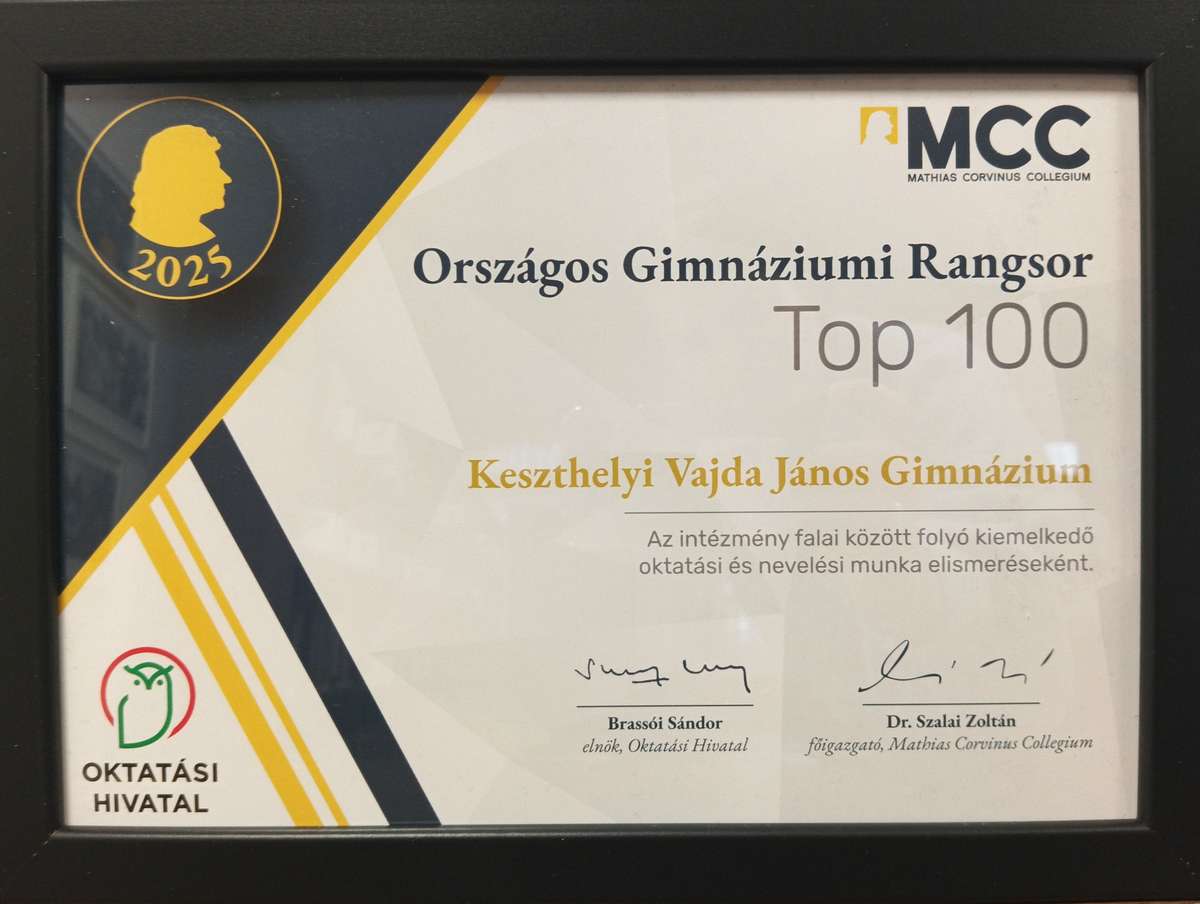 2025
MCC
MATHIAS CORVINUS COLLEGIUM
Országos Gimnáziumi Rangsor
Top 100
Keszthelyi Vajda János Gimnázium
Az intézmény falai között folyó kiemelkedő
oktatási és nevelési munka elismeréseként.
Brassói Sándor
elnök, Oktatási Hivatal
Dr. Szalai Zoltán
főigazgató, Mathias Corvinus Collegium
OKTATÁSI
HIVATAL